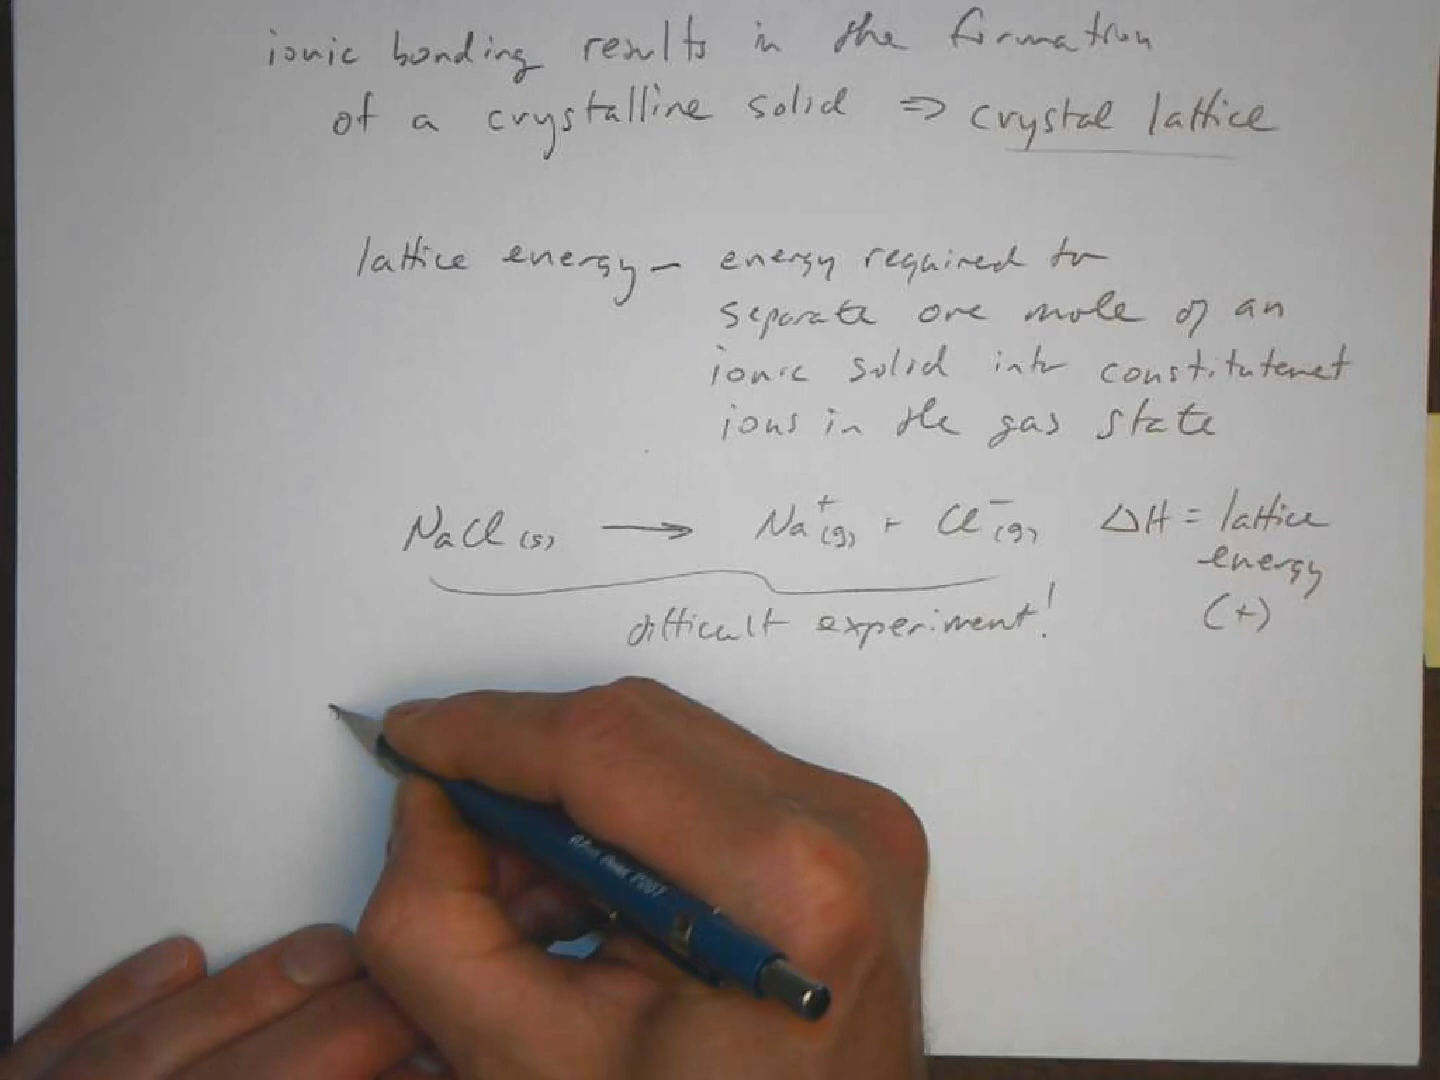 ionic bonding results in the formation
of a crystalline solid ⇒ crystal lattice
lattice energy – energy required to
separate one mole of an
ionic solid into constitutenet
ions in the gas state
NaCl(s) ⟶ Na⁺(g) + Cl⁻(g) ΔH = lattice
energy
(+)
difficult experiment!